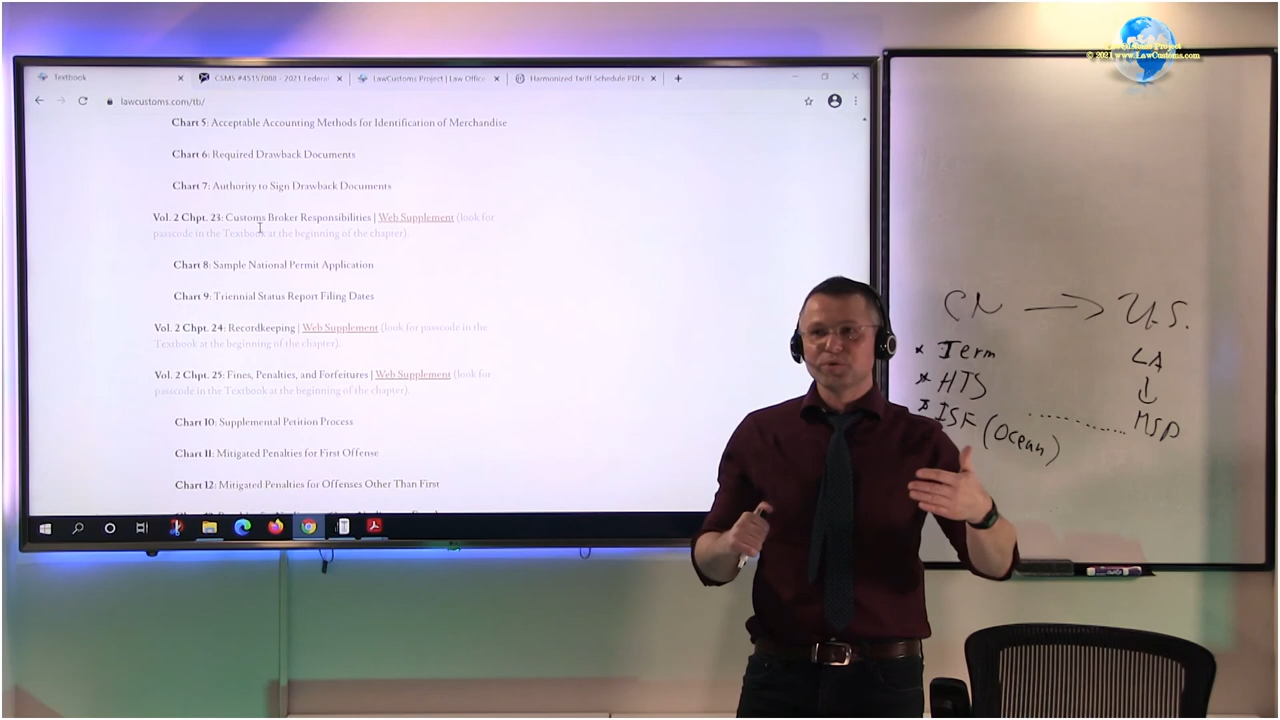 LawCustoms Project
© 2021 www.LawCustoms.com
Textbook
CSMS #45157088 - 2021 Federal
LawCustoms Project | Law Office
Harmonized Tariff Schedule PDFs
lawcustoms.com/tb/
Chart 5: Acceptable Accounting Methods for Identification of Merchandise
Chart 6: Required Drawback Documents
Chart 7: Authority to Sign Drawback Documents
Vol. 2 Chpt. 23: Customs Broker Responsibilities | Web Supplement (look for
passcode in the Textbook at the beginning of the chapter).
Chart 8: Sample National Permit Application
Chart 9: Triennial Status Report Filing Dates
Vol. 2 Chpt. 24: Recordkeeping | Web Supplement (look for passcode in the
Textbook at the beginning of the chapter).
Vol. 2 Chpt. 25: Fines, Penalties, and Forfeitures | Web Supplement (look for
passcode in the Textbook at the beginning of the chapter).
Chart 10: Supplemental Petition Process
Chart 11: Mitigated Penalties for First Offense
Chart 12: Mitigated Penalties for Offenses Other Than First
CN → U.S.
* Term
LA
* HTS
↓
* ISF (Ocean)
MSP